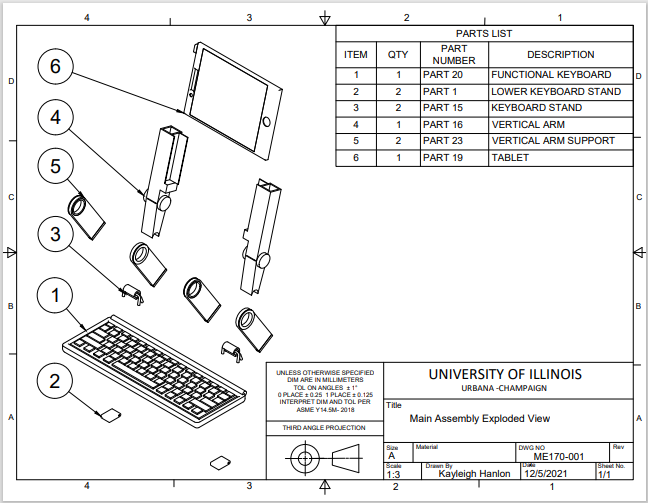 4 3 2 1
PARTS LIST
ITEM QTY PART NUMBER DESCRIPTION
1 1 PART 20 FUNCTIONAL KEYBOARD
2 2 PART 1 LOWER KEYBOARD STAND
3 2 PART 15 KEYBOARD STAND
4 1 PART 16 VERTICAL ARM
5 2 PART 23 VERTICAL ARM SUPPORT
6 1 PART 19 TABLET
D D
C C
B B
A A
6
4
5
3
1
2
UNLESS OTHERWISE SPECIFIED
DIM ARE IN MILLIMETERS
TOL ON ANGLES ± 1°
0 PLACE ± 0.25 1 PLACE ± 0.125
INTERPRET DIM AND TOL PER
ASME Y14.5M- 2018
THIRD ANGLE PROJECTION
UNIVERSITY OF ILLINOIS
URBANA -CHAMPAIGN
Title
Main Assembly Exploded View
Size
A
Material
DWG NO
ME170-001
Rev
Scale
1:3
Drawn By
Kayleigh Hanlon
Date
12/5/2021
Sheet No.
1/1
4 3 2 1